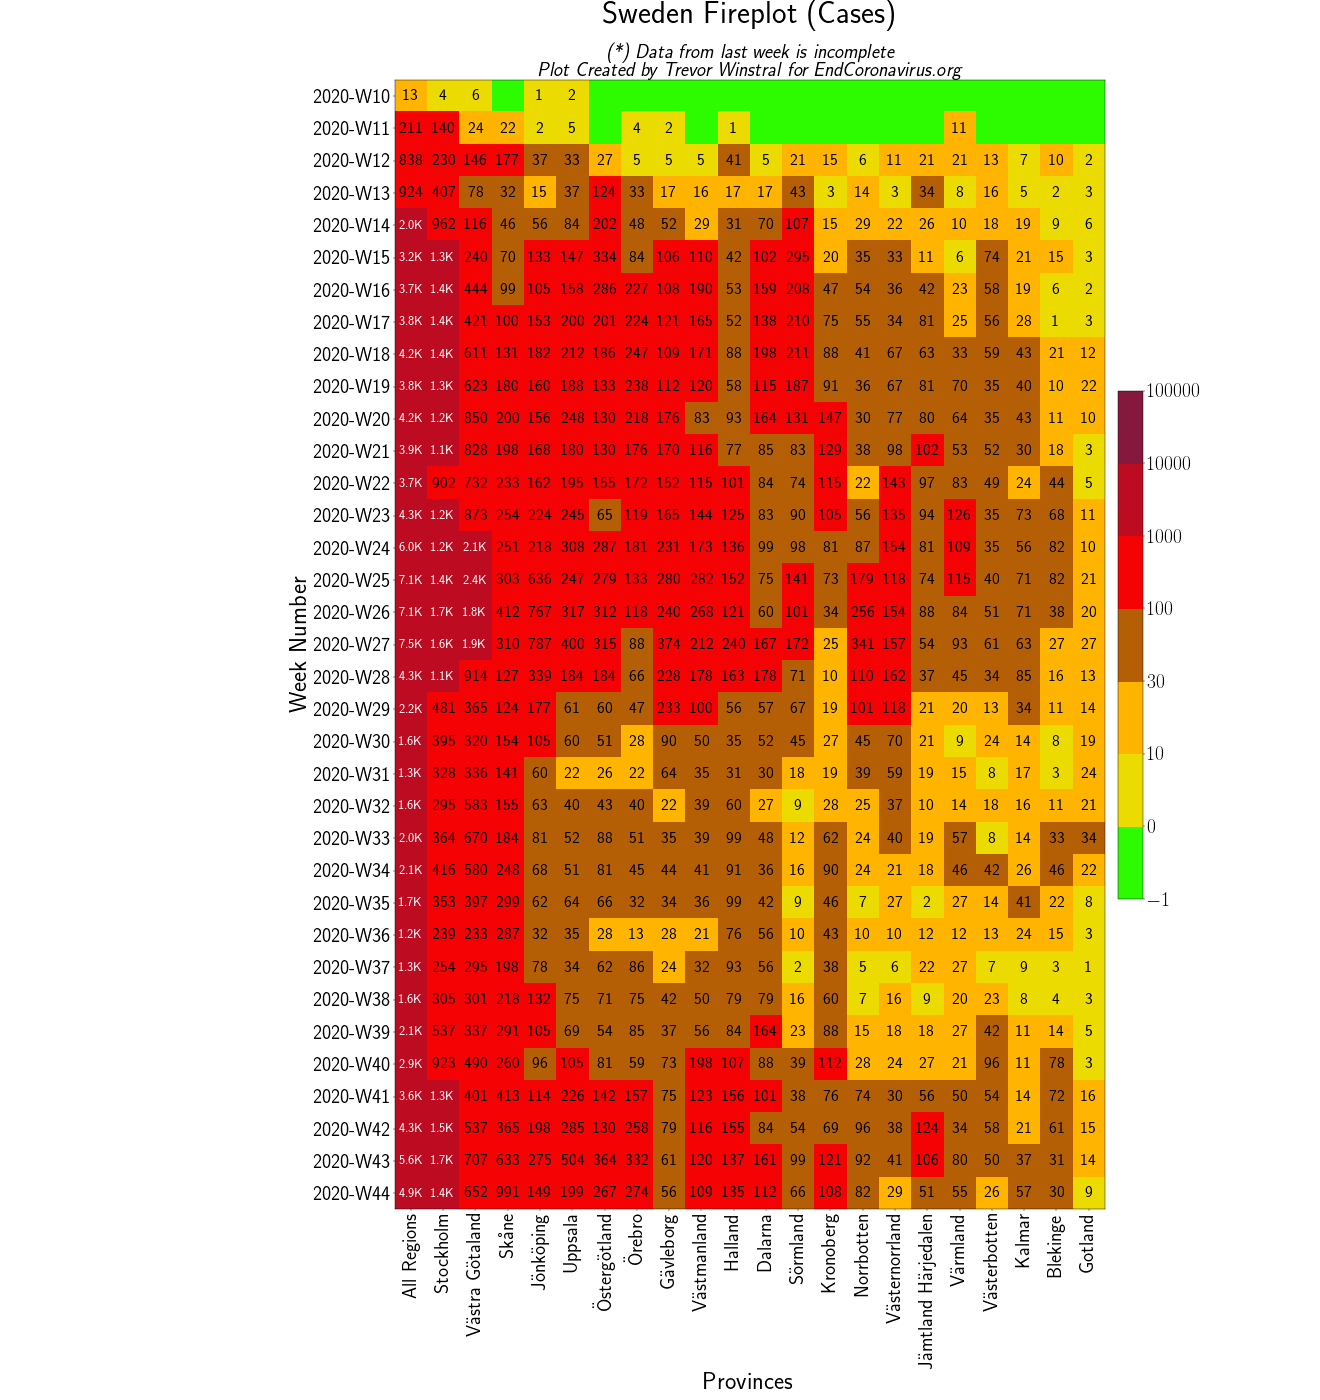 Sweden Fireplot (Cases)
(*) Data from last week is incomplete
Plot Created by Trevor Winstral for EndCoronavirus.org
2020-W10 13 4 6 1 2
2020-W11 211 140 24 22 2 5 4 2 1 11
2020-W12 838 230 146 177 37 33 27 5 5 5 41 5 21 15 6 11 21 21 13 7 10 2
2020-W13 924 407 78 32 15 37 124 33 17 16 17 17 43 3 14 3 34 8 16 5 2 3
2020-W14 2.0K 962 116 46 56 84 202 48 52 29 31 70 107 15 29 22 26 10 18 19 9 6
2020-W15 3.2K 1.3K 240 70 133 147 334 84 106 110 42 102 295 20 35 33 11 6 74 21 15 3
2020-W16 3.7K 1.4K 444 99 105 158 286 227 108 190 53 159 208 47 54 36 42 23 58 19 6 2
2020-W17 3.8K 1.4K 421 100 153 200 201 224 121 165 52 138 210 75 55 34 81 25 56 28 1 3
2020-W18 4.2K 1.4K 611 131 182 212 186 247 109 171 88 198 211 88 41 67 63 33 59 43 21 12
2020-W19 3.8K 1.3K 623 180 160 188 133 238 112 120 58 115 187 91 36 67 81 70 35 40 10 22
2020-W20 4.2K 1.2K 850 200 156 248 130 218 176 83 93 164 131 147 30 77 80 64 35 43 11 10
2020-W21 3.9K 1.1K 828 198 168 180 130 176 170 116 77 85 83 129 38 98 102 53 52 30 18 3
2020-W22 3.7K 902 732 233 162 195 155 172 152 115 101 84 74 115 22 143 97 83 49 24 44 5
2020-W23 4.3K 1.2K 873 254 224 245 65 119 165 144 125 83 90 105 56 135 94 126 35 73 68 11
2020-W24 6.0K 1.2K 2.1K 251 218 308 287 181 231 173 136 99 98 81 87 154 81 109 35 56 82 10
2020-W25 7.1K 1.4K 2.4K 303 636 247 279 133 280 282 152 75 141 73 179 118 74 115 40 71 82 21
2020-W26 7.1K 1.7K 1.8K 412 767 317 312 118 240 268 121 60 101 34 256 154 88 84 51 71 38 20
2020-W27 7.5K 1.6K 1.9K 310 787 400 315 88 374 212 240 167 172 25 341 157 54 93 61 63 27 27
2020-W28 4.3K 1.1K 914 127 339 184 184 66 228 178 163 178 71 10 110 162 37 45 34 85 16 13
2020-W29 2.2K 481 365 124 177 61 60 47 233 100 56 57 67 19 101 118 21 20 13 34 11 14
2020-W30 1.6K 395 320 154 105 60 51 28 90 50 35 52 45 27 45 70 21 9 24 14 8 19
2020-W31 1.3K 328 336 141 60 22 26 22 64 35 31 30 18 19 39 59 19 15 8 17 3 24
2020-W32 1.6K 295 583 155 63 40 43 40 22 39 60 27 9 28 25 37 10 14 18 16 11 21
2020-W33 2.0K 364 670 184 81 52 88 51 35 39 99 48 12 62 24 40 19 57 8 14 33 34
2020-W34 2.1K 416 580 248 68 51 81 45 44 41 91 36 16 90 24 21 18 46 42 26 46 22
2020-W35 1.7K 353 397 299 62 64 66 32 34 36 99 42 9 46 7 27 2 27 14 41 22 8
2020-W36 1.2K 239 233 287 32 35 28 13 28 21 76 56 10 43 10 10 12 12 13 24 15 3
2020-W37 1.3K 254 295 198 78 34 62 86 24 32 93 56 2 38 5 6 22 27 7 9 3 1
2020-W38 1.6K 305 301 218 132 75 71 75 42 50 79 79 16 60 7 16 9 20 23 8 4 3
2020-W39 2.1K 537 337 291 105 69 54 85 37 56 84 164 23 88 15 18 18 27 42 11 14 5
2020-W40 2.9K 923 490 260 96 105 81 59 73 198 107 88 39 112 28 24 27 21 96 11 78 3
2020-W41 3.6K 1.3K 401 413 114 226 142 157 75 123 156 101 38 76 74 30 56 50 54 14 72 16
2020-W42 4.3K 1.5K 537 365 198 285 130 258 79 116 155 84 54 69 96 38 124 34 58 21 61 15
2020-W43 5.6K 1.7K 707 633 275 504 364 332 61 120 137 161 99 121 92 41 106 80 50 37 31 14
2020-W44 4.9K 1.4K 652 991 149 199 267 274 56 109 135 112 66 108 82 29 51 55 26 57 30 9
Week Number
All Regions
Stockholm
Västra Götaland
Skåne
Jönköping
Uppsala
Östergötland
Örebro
Gävleborg
Västmanland
Halland
Dalarna
Sörmland
Kronoberg
Norrbotten
Västernorrland
Jämtland Härjedalen
Värmland
Västerbotten
Kalmar
Blekinge
Gotland
Provinces
100000
10000
1000
100
30
10
0
−1